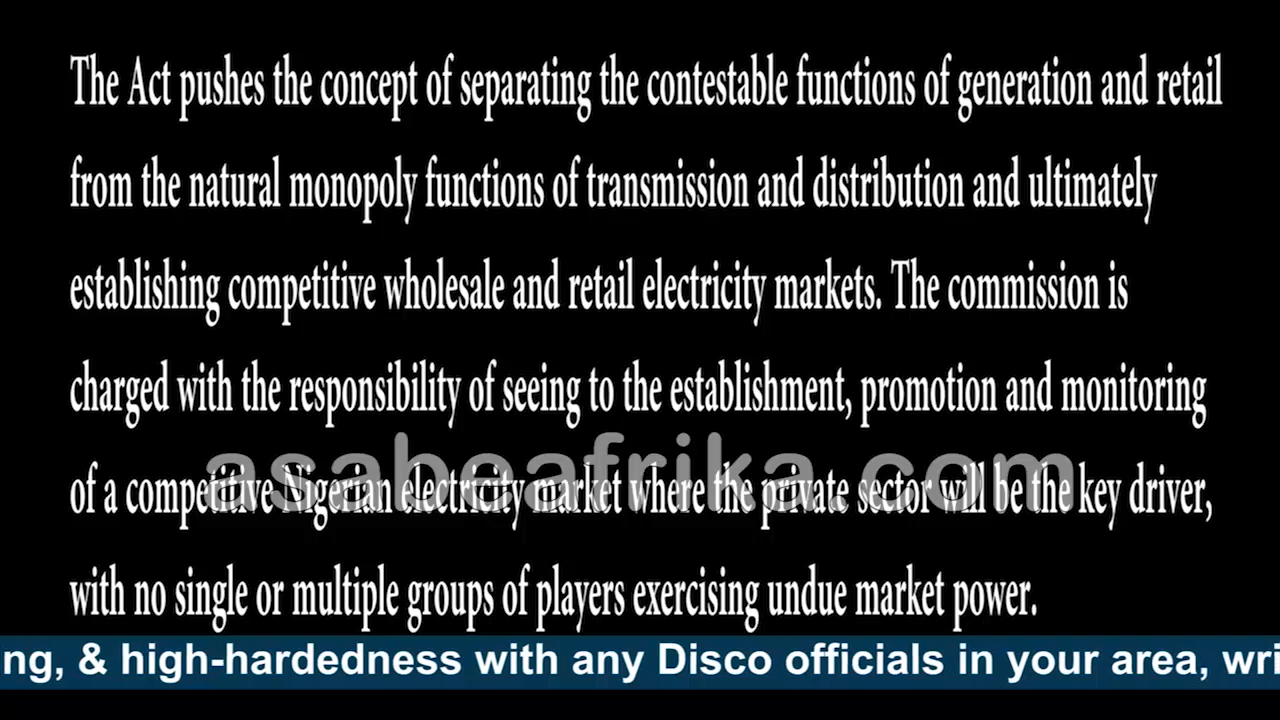 The Act pushes the concept of separating the contestable functions of generation and retail
from the natural monopoly functions of transmission and distribution and ultimately
establishing competitive wholesale and retail electricity markets. The commission is
charged with the responsibility of seeing to the establishment, promotion and monitoring
asabeafrika.com
of a competitive Nigerian electricity market where the private sector will be the key driver,
with no single or multiple groups of players exercising undue market power.
ng, & high-hardedness with any Disco officials in your area, wri